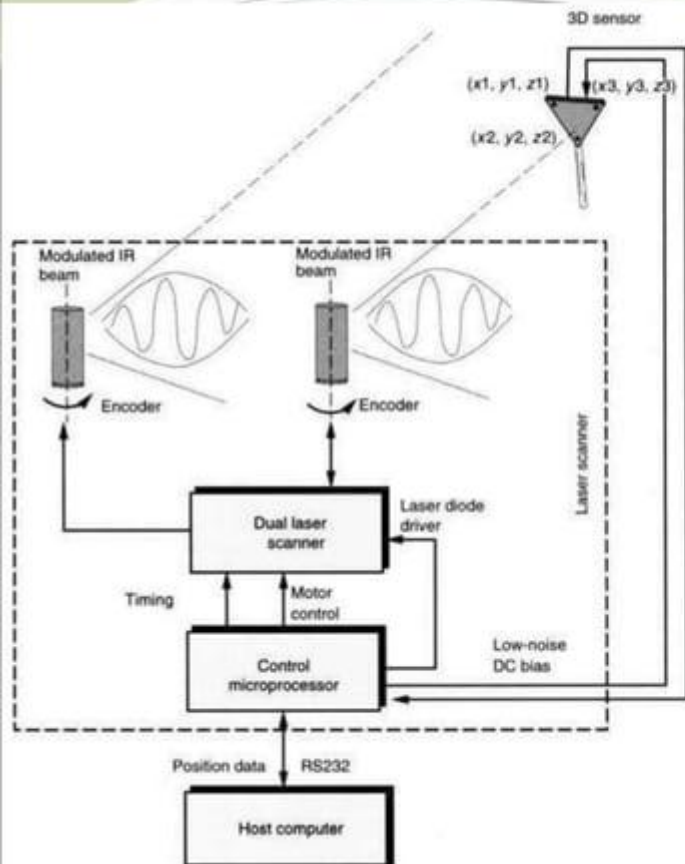 3D sensor
(x1, y1, z1)
(x3, y3, z3)
(x2, y2, z2)
Modulated IR
beam
Modulated IR
beam
Encoder
Encoder
Laser scanner
Dual laser
scanner
Laser diode
driver
Timing
Motor
control
Control
microprocessor
Low-noise
DC bias
Position data
RS232
Host computer